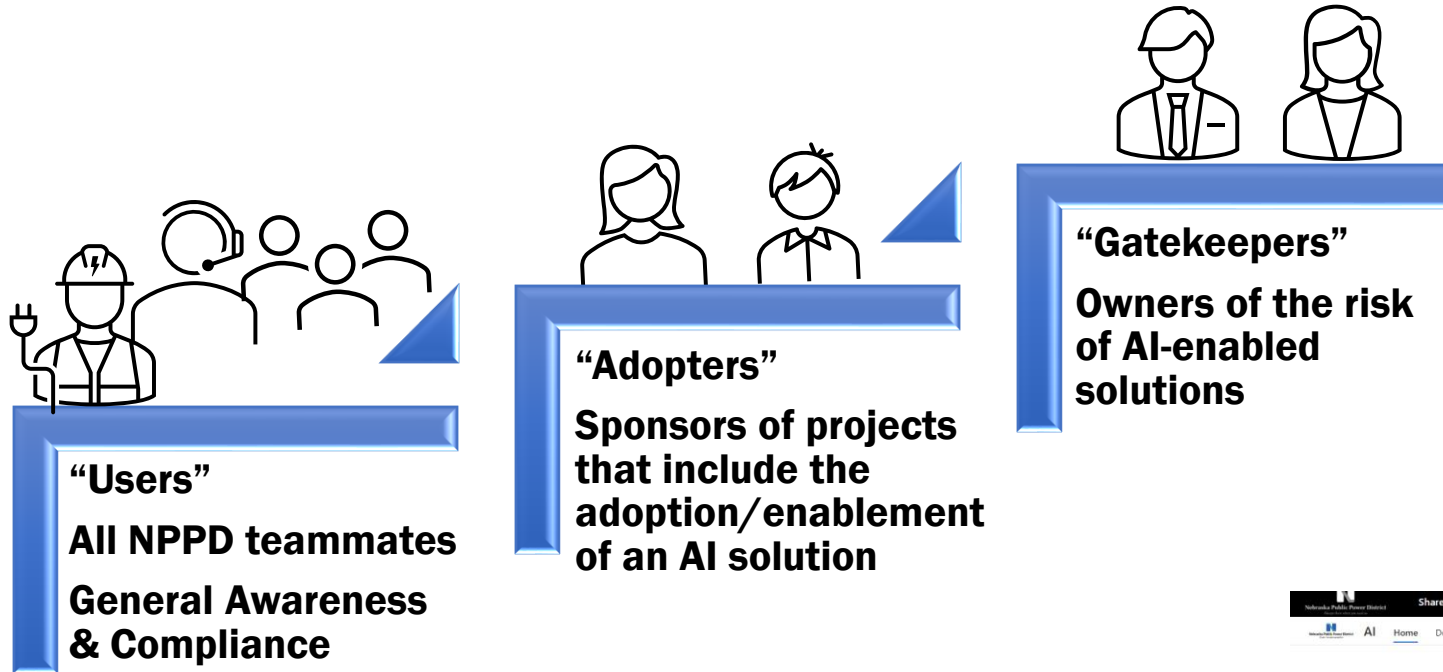 “Users”
All NPPD teammates
General Awareness
& Compliance
“Adopters”
Sponsors of projects
that include the
adoption/enablement
of an AI solution
“Gatekeepers”
Owners of the risk
of AI-enabled
solutions
Nebraska Public Power District
Share
AI Home